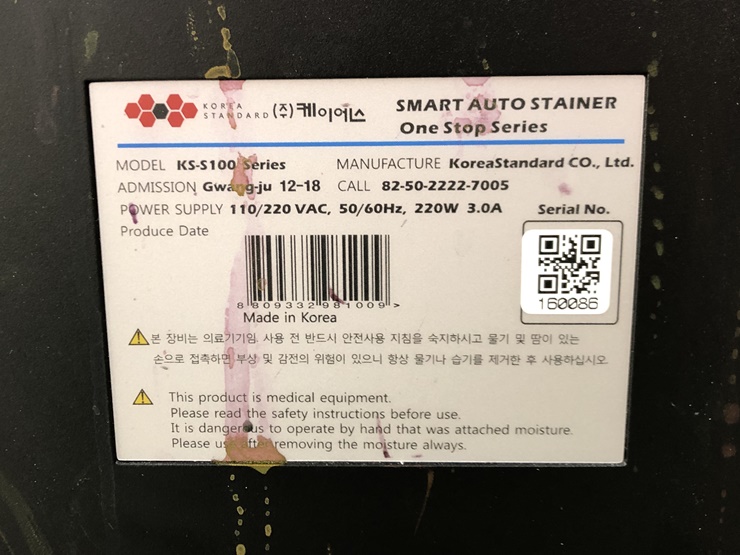 KOREA
STANDARD (주)케이에스
SMART AUTO STAINER
One Stop Series
MODEL KS-S100 Series MANUFACTURE KoreaStandard CO., Ltd.
ADMISSION Gwang-ju 12-18 CALL 82-50-2222-7005
POWER SUPPLY 110/220 VAC, 50/60Hz, 220W 3.0A Serial No.
Produce Date
160086
8 809332 981009 >
Made in Korea
본 장비는 의료기기임. 사용 전 반드시 안전사용 지침을 숙지하시고 물기 및 땀이 있는
손으로 접촉하면 부상 및 감전의 위험이 있으니 항상 물기나 습기를 제거한 후 사용하십시오.
This product is medical equipment.
Please read the safety instructions before use.
It is dangerous to operate by hand that was attached moisture.
Please use after removing the moisture always.